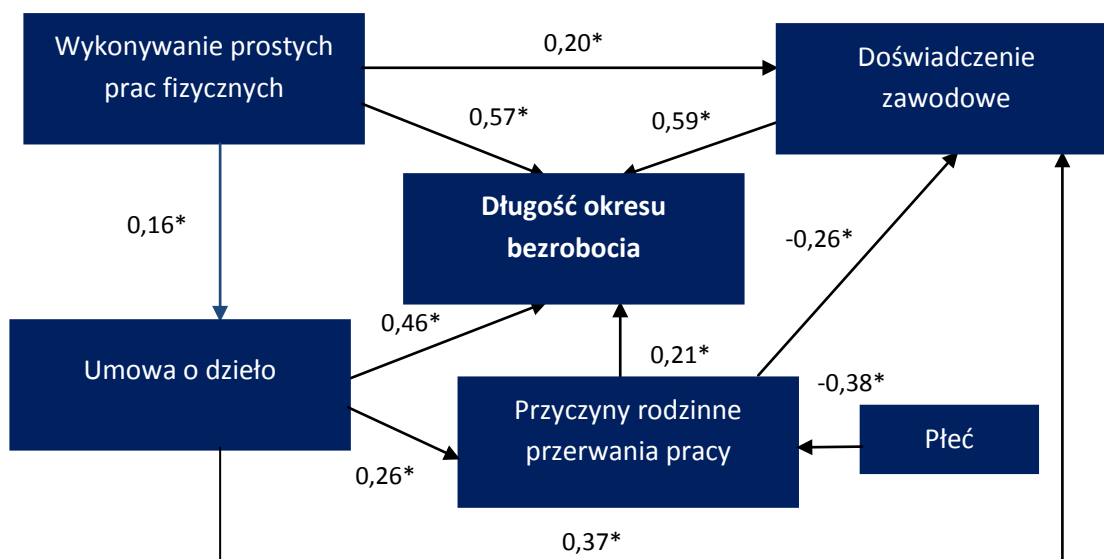 Wykonywanie prostych
prac fizycznych
0,20*
Doświadczenie
zawodowe
0,57*
0,59*
Długość okresu
bezrobocia
0,16*
-0,26*
Umowa o dzieło
0,46*
0,21*
Przyczyny rodzinne
przerwania pracy
-0,38*
Płeć
0,26*
0,37*